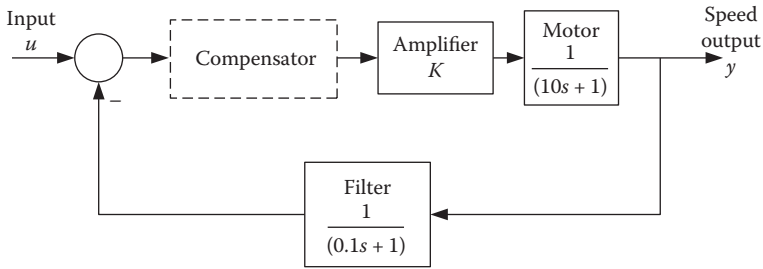 Input
u
Compensator
Amplifier
K
Motor
1
(10s + 1)
Speed
output
y
–
Filter
1
(0.1s + 1)